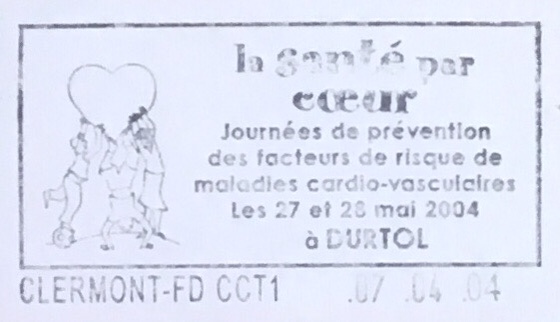 la santé par
cœur
Journées de prévention
des facteurs de risque de
maladies cardio-vasculaires
Les 27 et 28 mai 2004
à DURTOL
CLERMONT-FD CCT1 .07 .04 .04